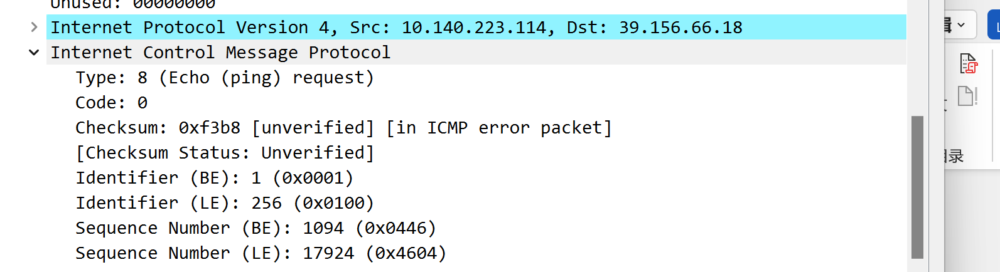 Unused: 00000000
Internet Protocol Version 4, Src: 10.140.223.114, Dst: 39.156.66.18
Internet Control Message Protocol
Type: 8 (Echo (ping) request)
Code: 0
Checksum: 0xf3b8 [unverified] [in ICMP error packet]
[Checksum Status: Unverified]
Identifier (BE): 1 (0x0001)
Identifier (LE): 256 (0x0100)
Sequence Number (BE): 1094 (0x0446)
Sequence Number (LE): 17924 (0x4604)
录